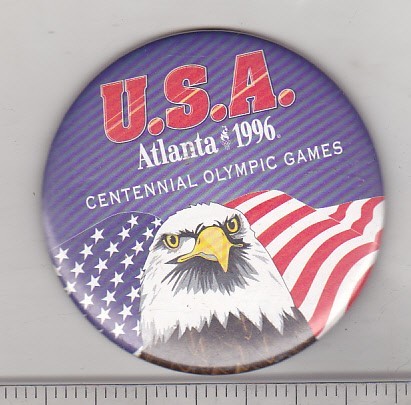 U.S.A.
Atlanta 1996
CENTENNIAL OLYMPIC GAMES